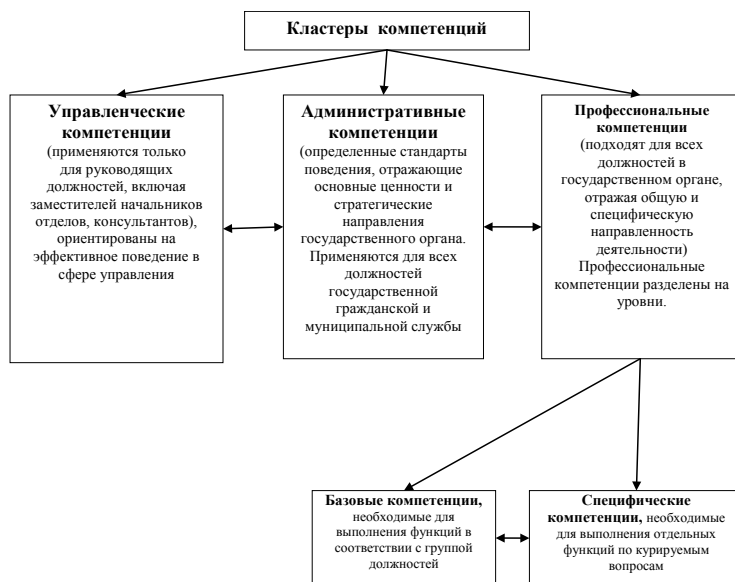 Кластеры компетенций
Управленческие
компетенции
(применяются только
для руководящих
должностей, включая
заместителей начальников
отделов, консультантов),
ориентированы на
эффективное поведение в
сфере управления
Административные
компетенции
(определенные стандарты
поведения, отражающие
основные ценности и
стратегические
направления
государственного органа.
Применяются для всех
должностей
государственной
гражданской и
муниципальной службы
Профессиональные
компетенции
(подходят для всех
должностей в
государственном органе,
отражая общую и
специфическую
направленность
деятельности)
Профессиональные
компетенции разделены на
уровни.
Базовые компетенции,
необходимые для
выполнения функций в
соответствии с группой
должностей
Специфические
компетенции, необходимые
для выполнения отдельных
функций по курируемым
вопросам